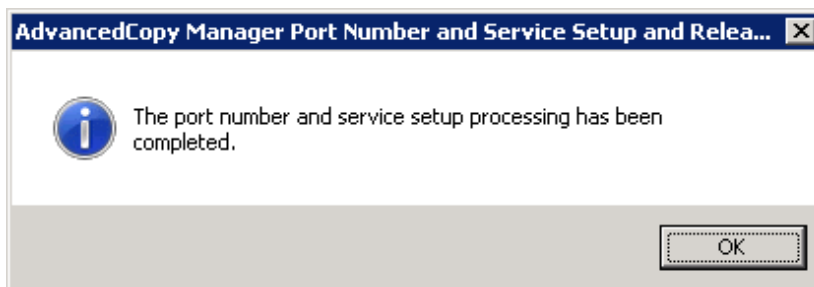 AdvancedCopy Manager Port Number and Service Setup and Relea...
The port number and service setup processing has been
completed.
OK